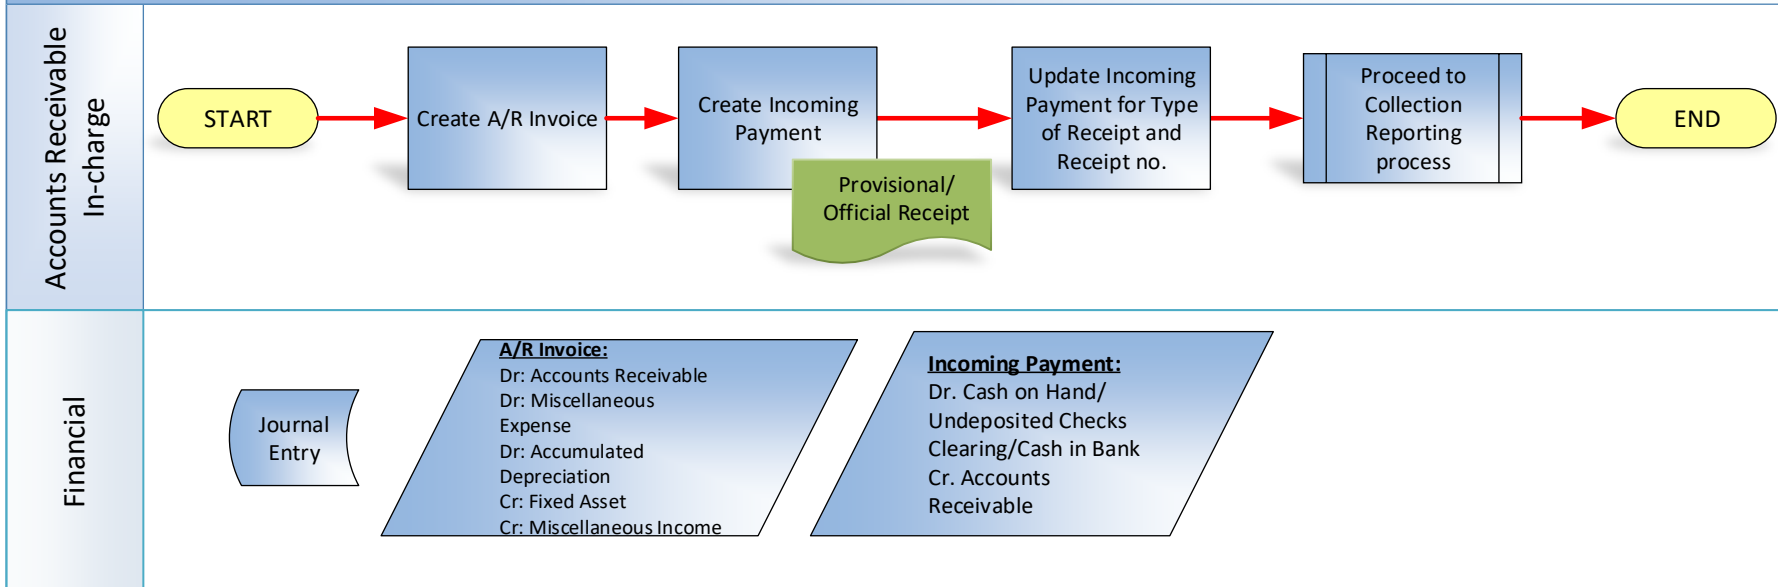 Accounts Receivable
In-charge
START
Create A/R Invoice
Create Incoming
Payment
Provisional/
Official Receipt
Update Incoming
Payment for Type
of Receipt and
Receipt no.
Proceed to
Collection
Reporting
process
END
Financial
Journal
Entry
A/R Invoice:
Dr: Accounts Receivable
Dr: Miscellaneous
Expense
Dr: Accumulated
Depreciation
Cr: Fixed Asset
Cr: Miscellaneous Income
Incoming Payment:
Dr. Cash on Hand/
Undeposited Checks
Clearing/Cash in Bank
Cr. Accounts
Receivable